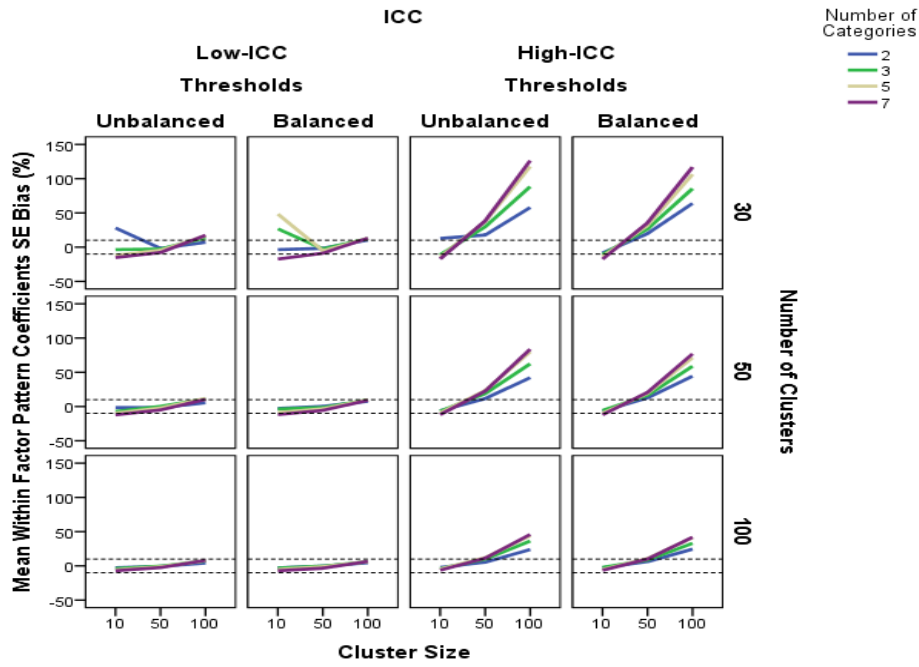 ICC
Low-ICC High-ICC
Thresholds Thresholds
Unbalanced Balanced Unbalanced Balanced
Number of
Categories
2
3
5
7
Mean Within Factor Pattern Coefficients SE Bias (%)
150
100
50
0
-50
150
100
50
0
-50
150
100
50
0
-50
30
50
100
Number of Clusters
10 50 100 10 50 100 10 50 100 10 50 100
Cluster Size